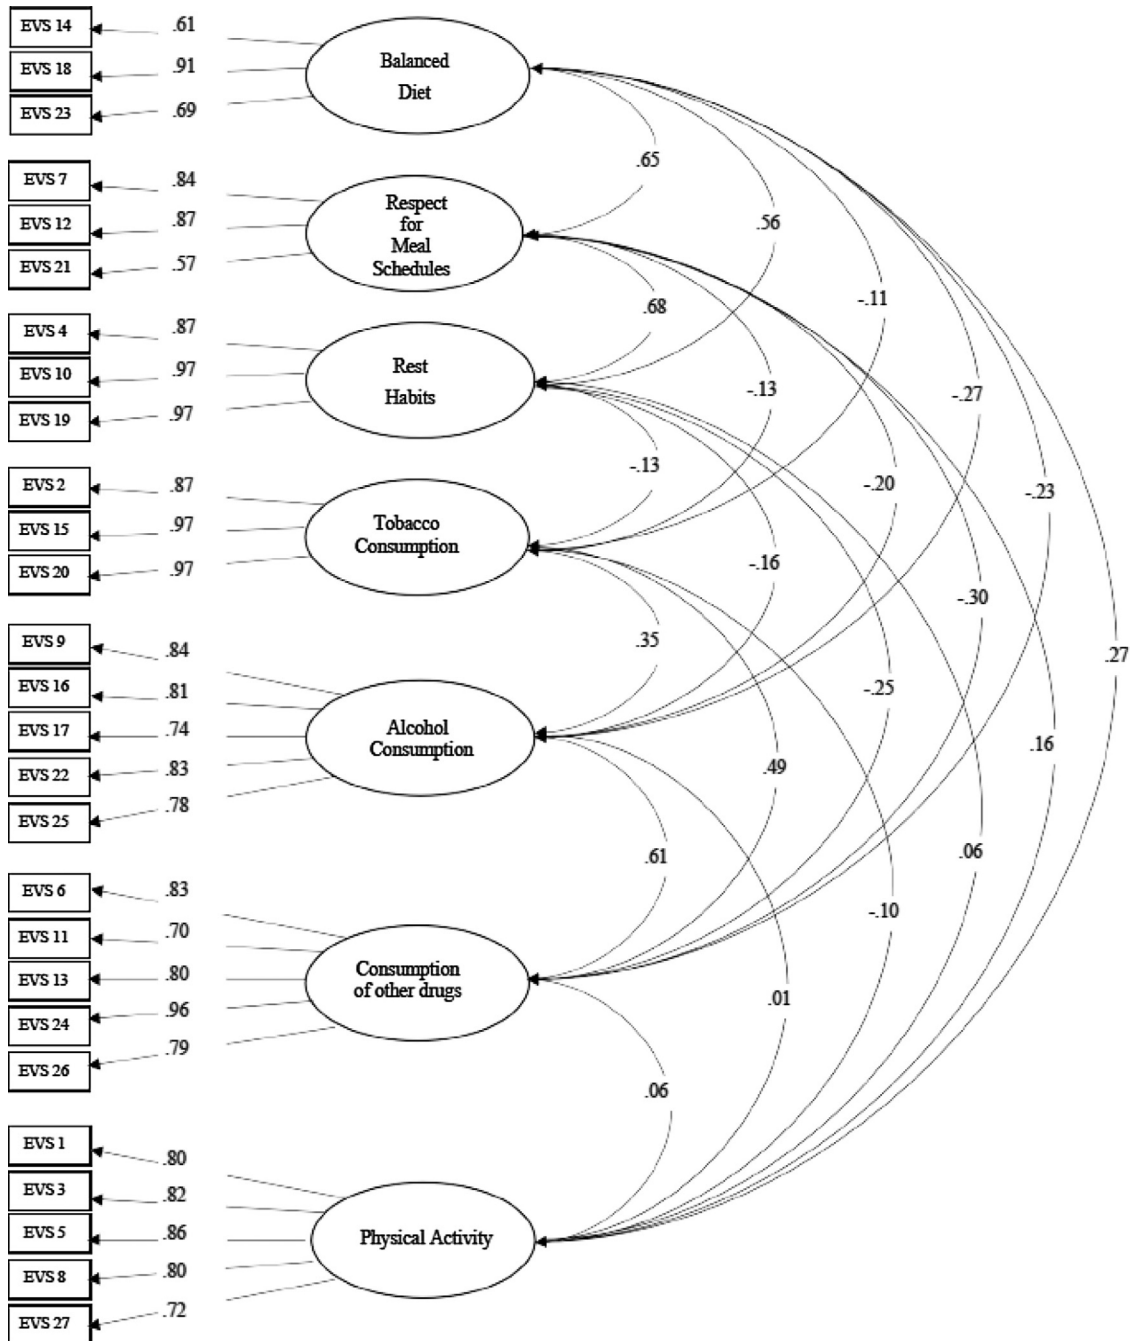 EVS 14
.61
EVS 18
.91
EVS 23
.69
Balanced
Diet
EVS 7
.84
EVS 12
.87
EVS 21
.57
Respect
for
Meal
Schedules
EVS 4
.87
EVS 10
.97
EVS 19
.97
Rest
Habits
EVS 2
.87
EVS 15
.97
EVS 20
.97
Tobacco
Consumption
EVS 9
.84
EVS 16
.81
EVS 17
.74
EVS 22
.83
EVS 25
.78
Alcohol
Consumption
EVS 6
.83
EVS 11
.70
EVS 13
.80
EVS 24
.96
EVS 26
.79
Consumption
of other drugs
EVS 1
.80
EVS 3
.82
EVS 5
.86
EVS 8
.80
EVS 27
.72
Physical Activity
.65
.56
.68
-.11
-.13
-.27
-.13
-.20
-.23
-.16
-.30
.35
.27
-.25
.16
.49
.06
.61
-.10
.01
.06